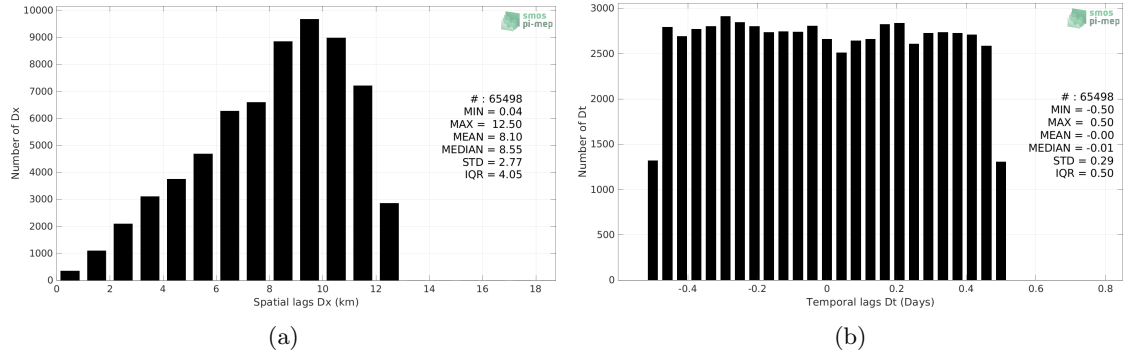 10000
9000
8000
7000
6000
5000
4000
3000
2000
1000
0
Number of Dx
smos
pi-mep
# : 65498
MIN = 0.04
MAX = 12.50
MEAN = 8.10
MEDIAN = 8.55
STD = 2.77
IQR = 4.05
0 2 4 6 8 10 12 14 16 18
Spatial lags Dx (km)
(a)
3000
2500
2000
1500
1000
500
0
Number of Dt
smos
pi-mep
# : 65498
MIN = -0.50
MAX = 0.50
MEAN = -0.00
MEDIAN = -0.01
STD = 0.29
IQR = 0.50
-0.4 -0.2 0 0.2 0.4 0.6 0.8
Temporal lags Dt (Days)
(b)